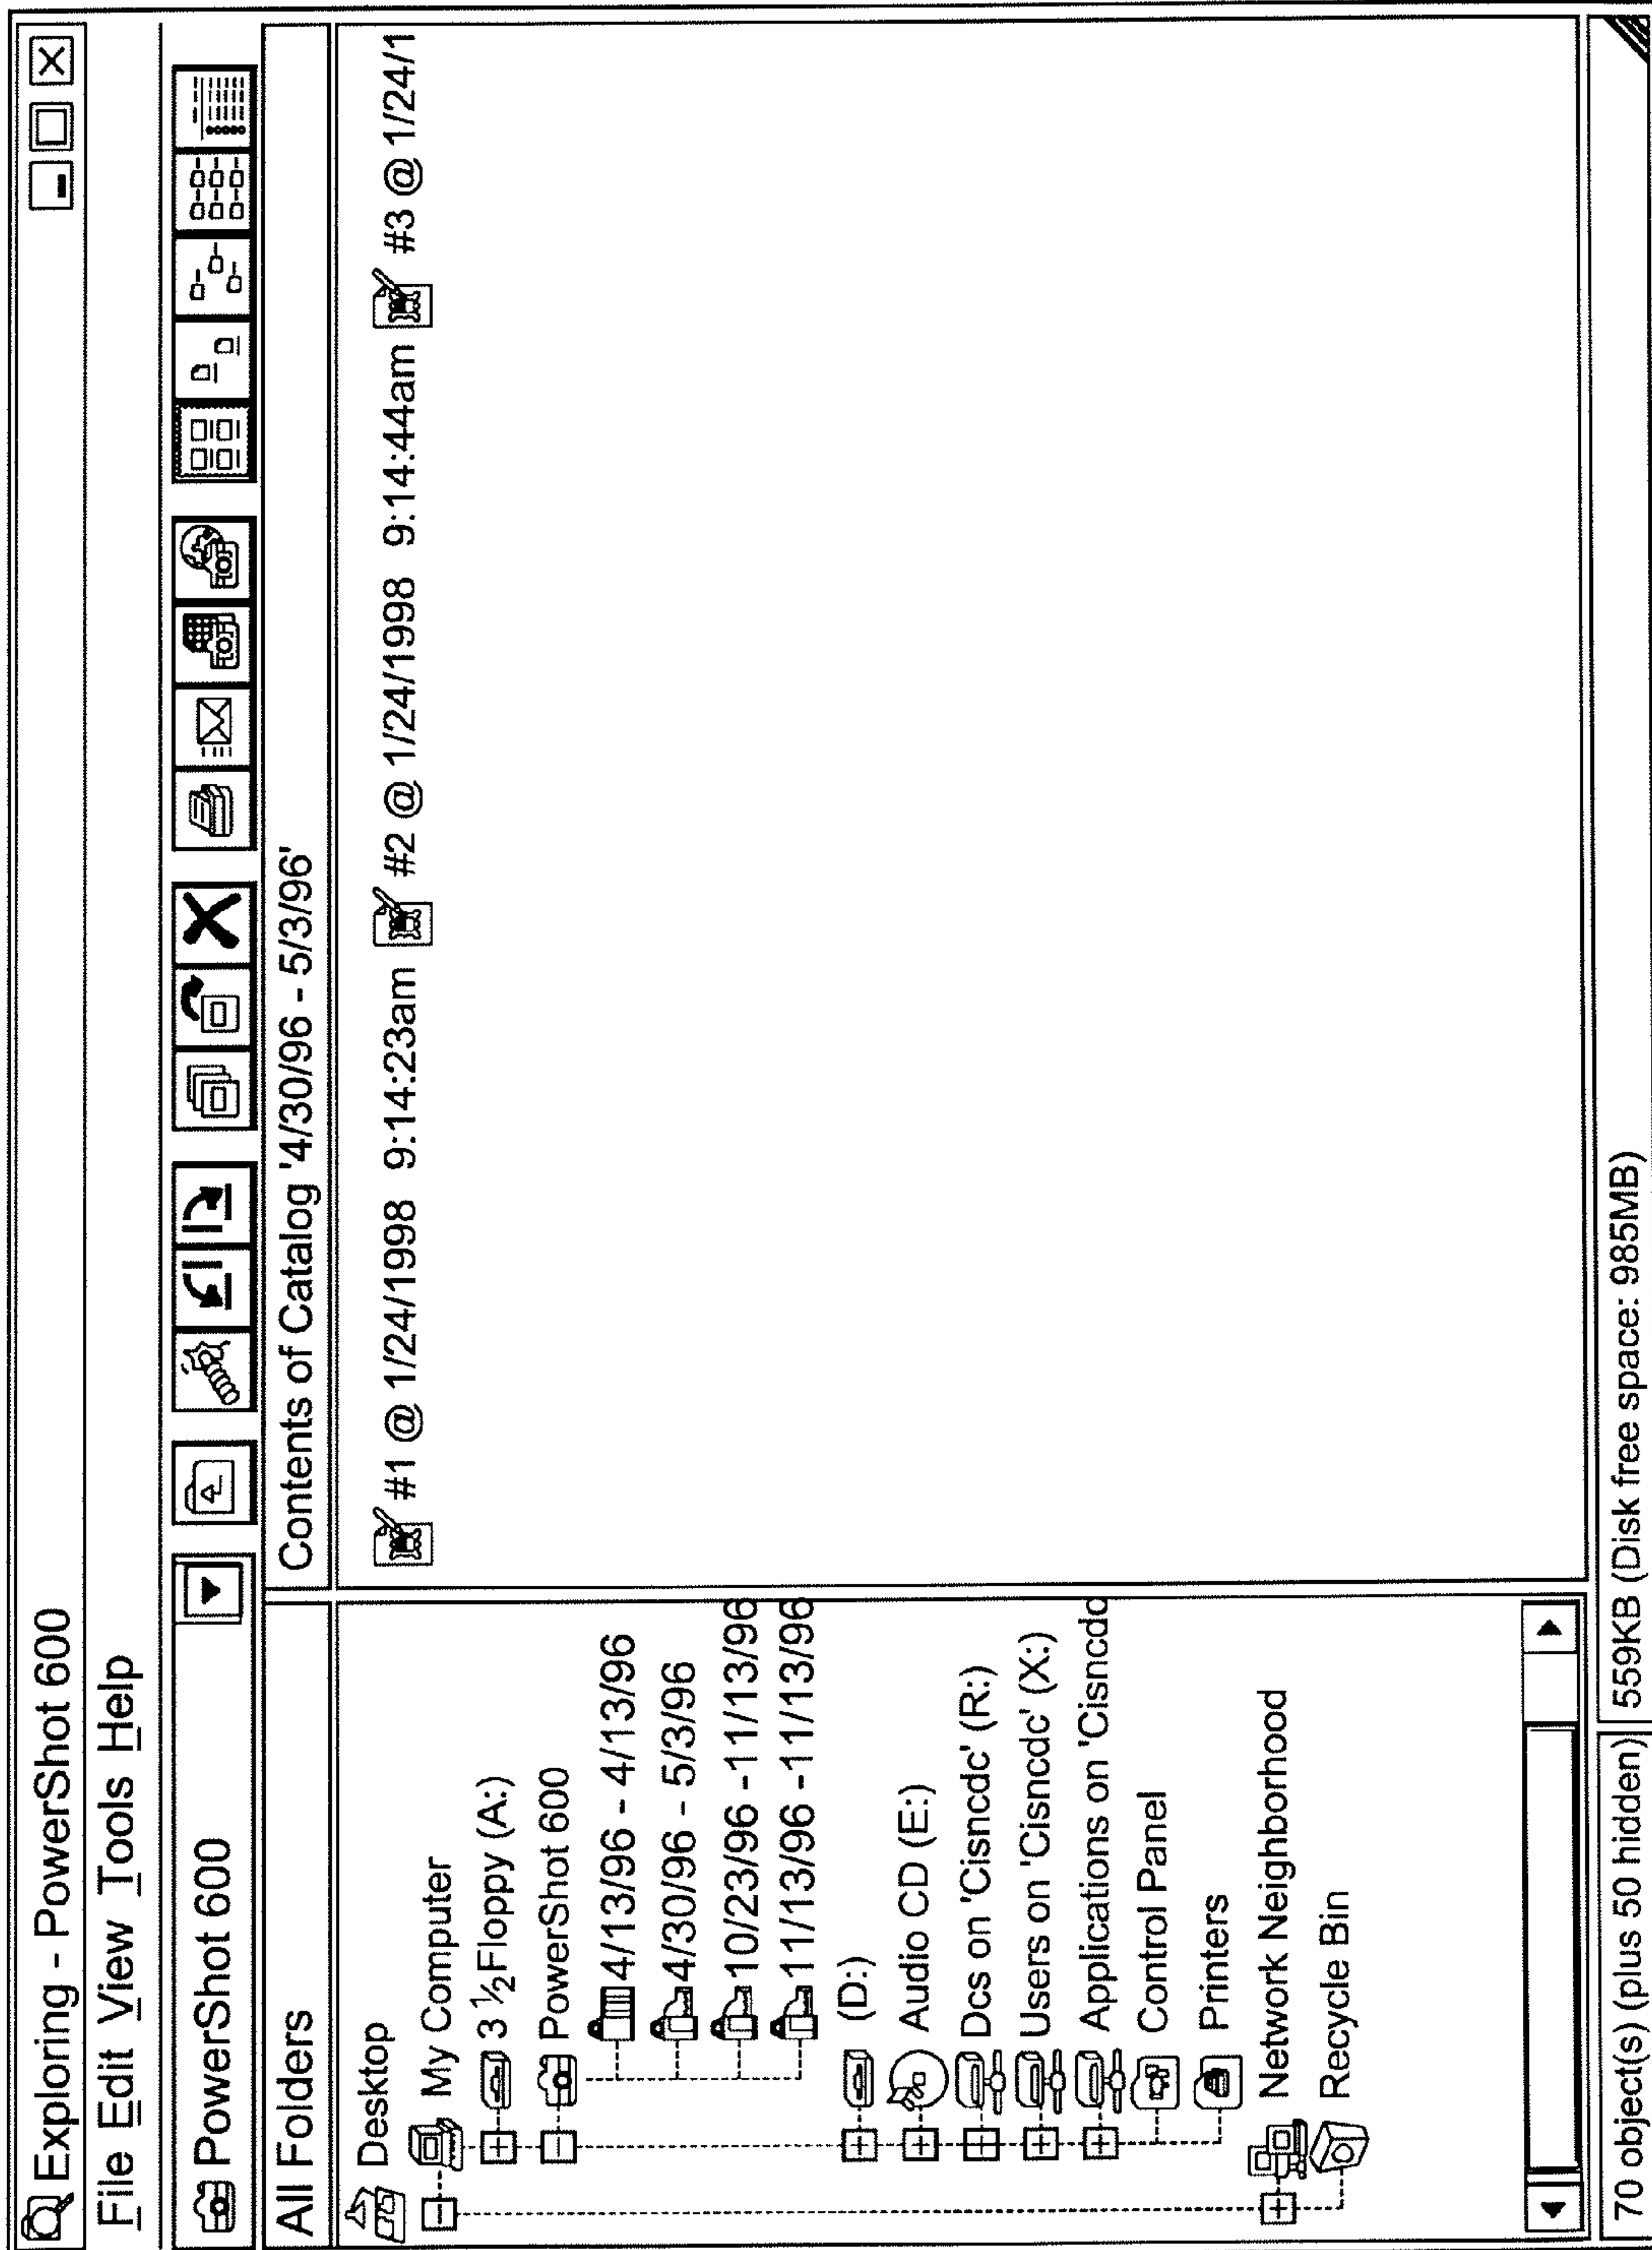 Exploring - PowerShot 600
File Edit View Tools Help
PowerShot 600
All Folders
Contents of Catalog '4/30/96 - 5/3/96'
Desktop
My Computer
3 ½ Floppy (A:)
PowerShot 600
4/13/96 - 4/13/96
4/30/96 - 5/3/96
10/23/96 -11/13/96
11/13/96 -11/13/96
(D:)
Audio CD (E:)
Dcs on 'Cisncdc' (R:)
Users on 'Cisncdc' (X:)
Applications on 'Cisncdc
Control Panel
Printers
Network Neighborhood
Recycle Bin
#1 @ 1/24/1998 9:14:23am #2 @ 1/24/1998 9:14:44am #3 @ 1/24/1
70 object(s) (plus 50 hidden) 559KB (Disk free space: 985MB)